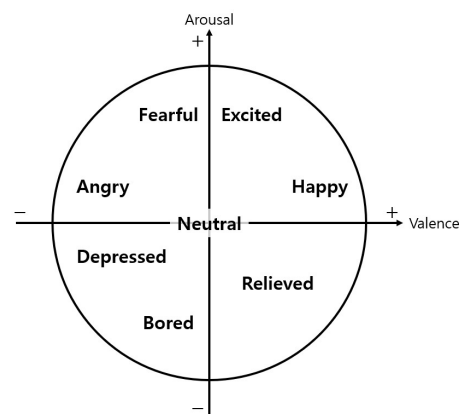 Arousal
+
Fearful Excited
Angry Happy
− +
Neutral Valence
Depressed
Relieved
Bored
−